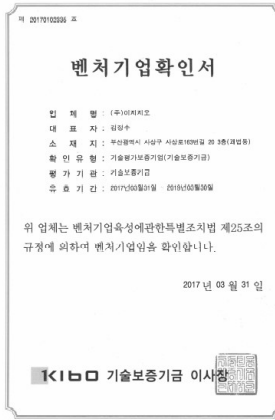 제 20170102335 호
벤처기업확인서
업 체 명 : (주)이지지오
대 표 자 : 김장수
소 재 지 : 부산광역시 사상구 사상로163번길 20 3층(괘법동)
확 인 유 형 : 기술평가보증기업(기술보증기금)
평 가 기 관 : 기술보증기금
유 효 기 간 : 2017년03월31일 2019년03월30일
위 업체는 벤처기업육성에관한특별조치법 제25조의
규정에 의하여 벤처기업임을 확인합니다.
2017 년 03 월 31 일
KIBO 기술보증기금 이사장